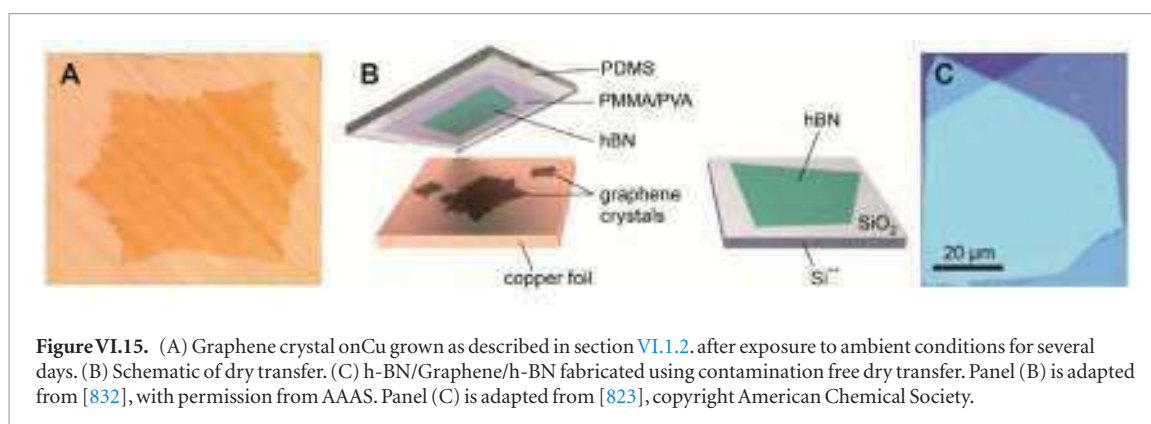 A
B
PDMS
PMMA/PVA
hBN
graphene
crystals
copper foil
hBN
SiO₂
Si⁺⁺
C
20 µm
Figure VI.15. (A) Graphene crystal onCu grown as described in section VI.1.2. after exposure to ambient conditions for several
days. (B) Schematic of dry transfer. (C) h-BN/Graphene/h-BN fabricated using contamination free dry transfer. Panel (B) is adapted
from [832], with permission from AAAS. Panel (C) is adapted from [823], copyright American Chemical Society.